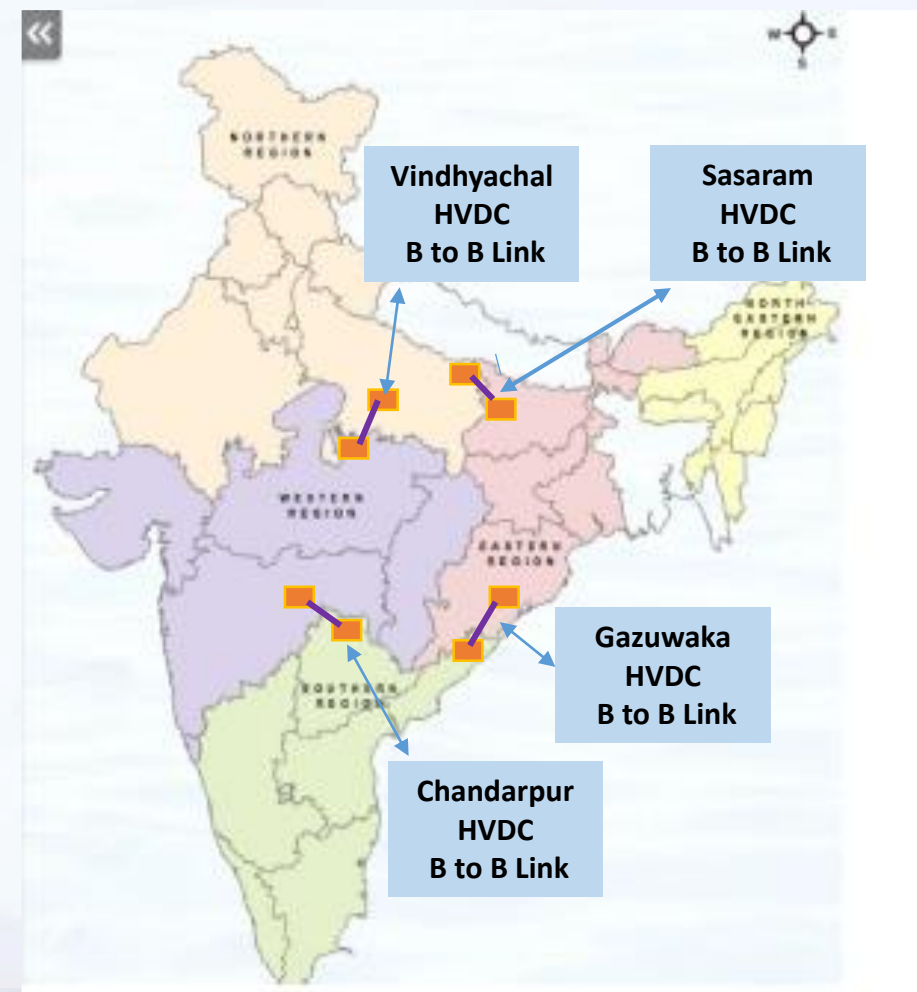 «
W
E
S
NORTHERN
REGION
Vindhyachal
HVDC
B to B Link
Sasaram
HVDC
B to B Link
NORTH-
EASTERN
REGION
WESTERN
REGION
EASTERN
REGION
Gazuwaka
HVDC
B to B Link
SOUTHERN
REGION
Chandarpur
HVDC
B to B Link